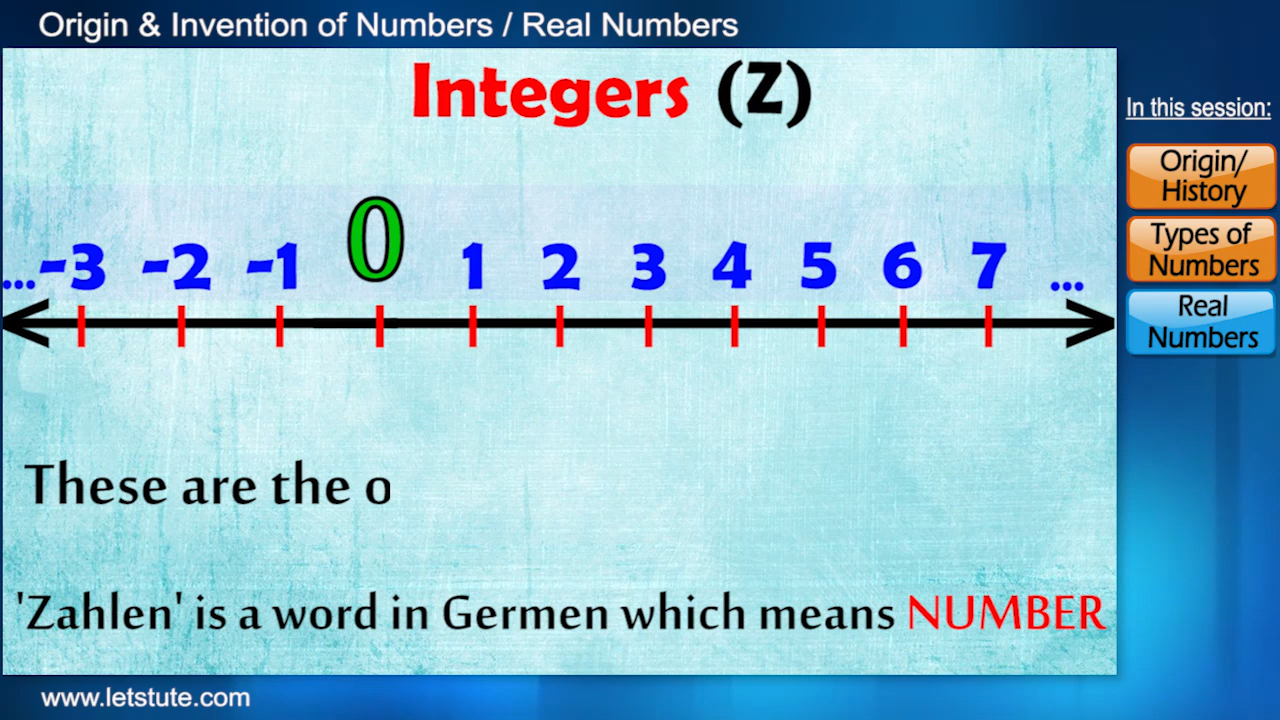 Origin & Invention of Numbers / Real Numbers
Integers (Z)
In this session:
Origin/
History
Types of
Numbers
Real
Numbers
...-3 -2 -1 0 1 2 3 4 5 6 7 ...
These are the o
'Zahlen' is a word in Germen which means NUMBER
www.letstute.com